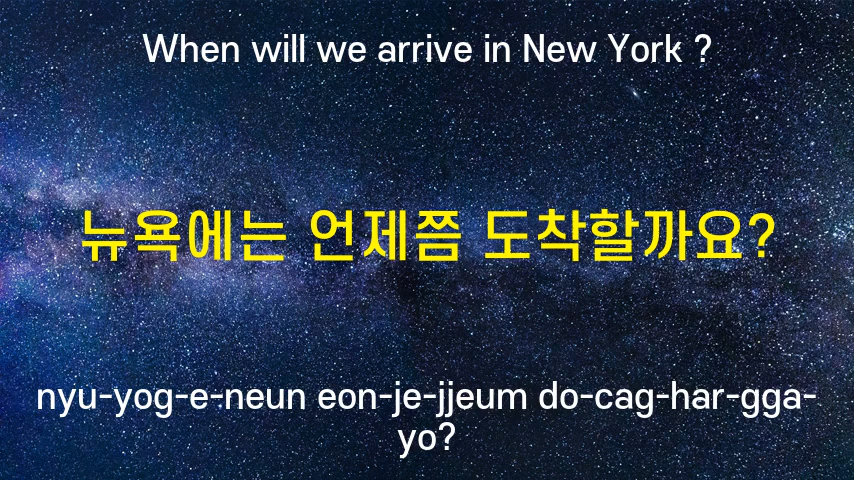 When will we arrive in New York ?
뉴욕에는 언제쯤 도착할까요?
nyu-yog-e-neun eon-je-jjeum do-cag-har-gga-
yo?